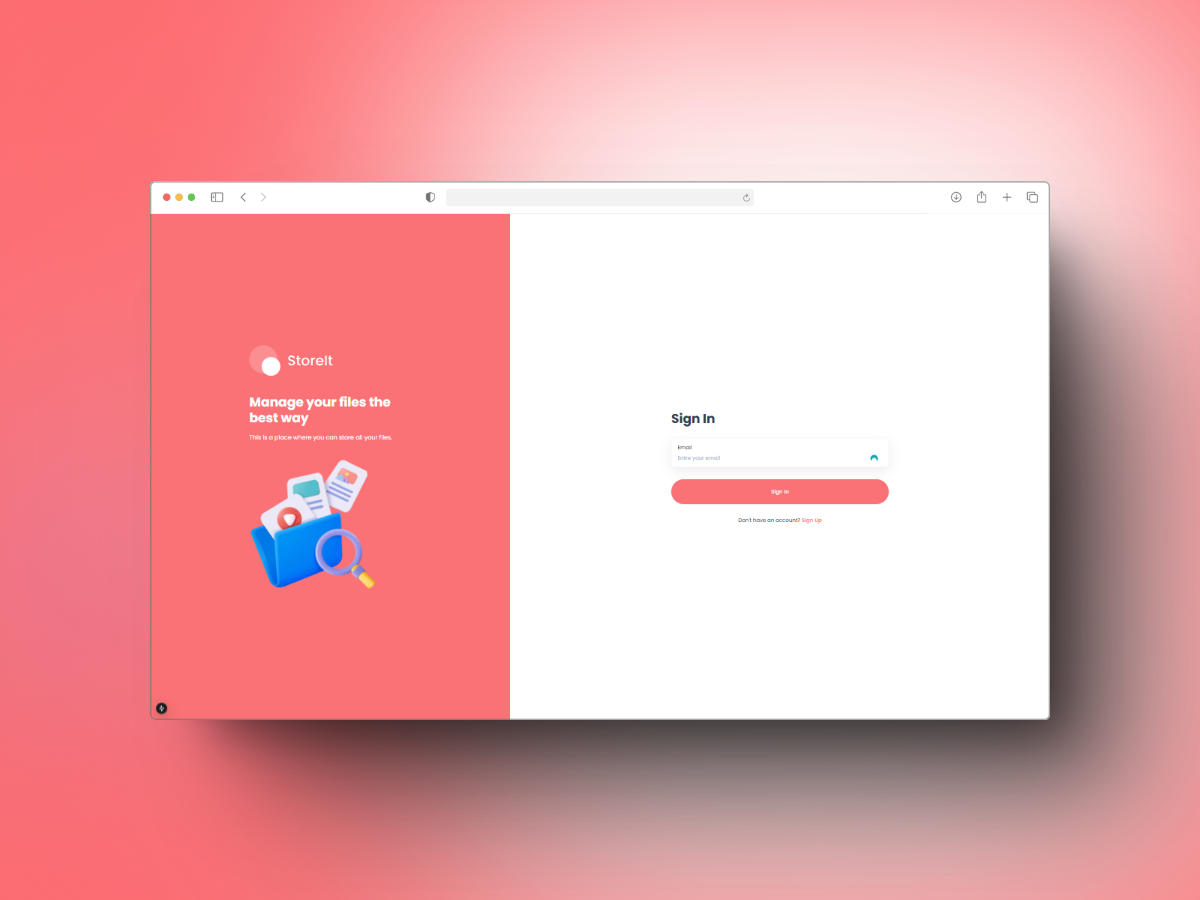 StoreIt
Manage your files the
best way
This is a place where you can store all your files.
Sign In
Email
Enter your email
Sign In
Don't have an account? Sign Up